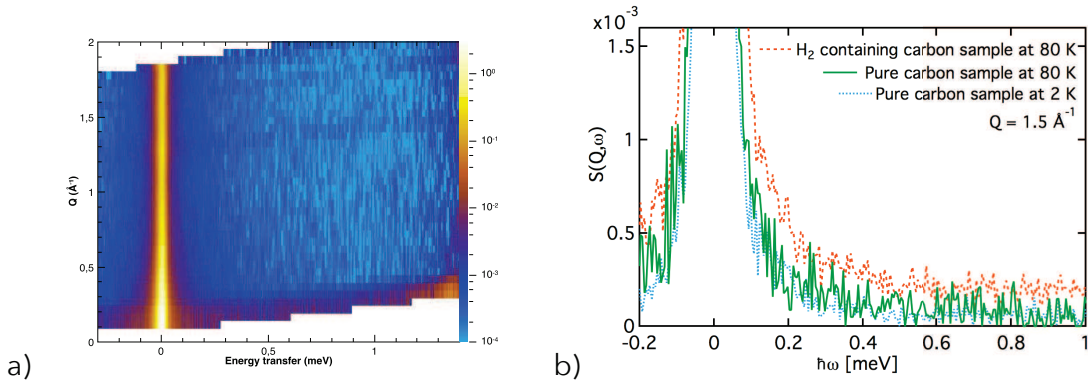 a)
2
1,5
1
0,5
0
Q (Å⁻¹)
0
0,5
1
Energy transfer (meV)
10⁰
10⁻¹
10⁻²
10⁻³
10⁻⁴
b)
x10⁻³
1.5
1
0.5
0
S(Q,ω)
H₂ containing carbon sample at 80 K
Pure carbon sample at 80 K
Pure carbon sample at 2 K
Q = 1.5 Å⁻¹
-0.2
0
0.2
0.4
0.6
0.8
1
ħω [meV]